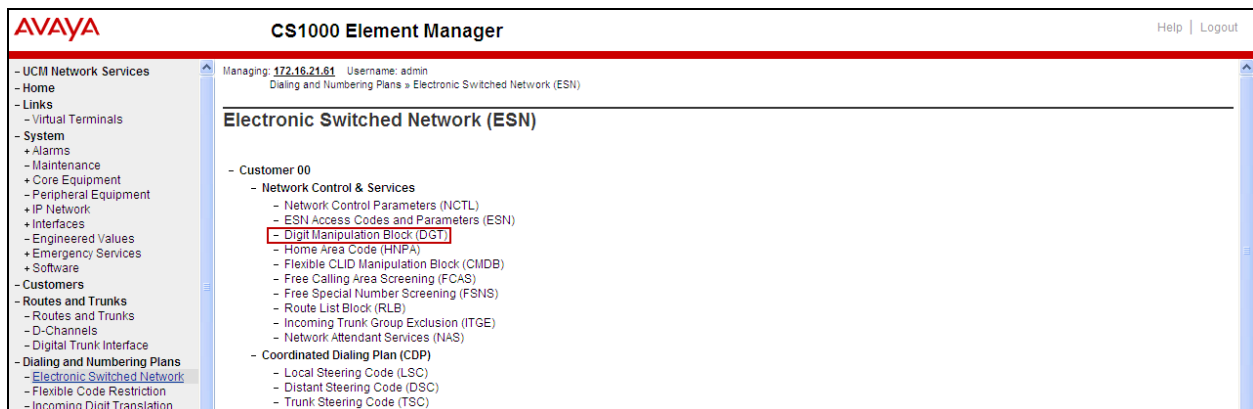 AVAYA
CS1000 Element Manager
Help | Logout
- UCM Network Services
- Home
- Links
- Virtual Terminals
- System
+ Alarms
- Maintenance
+ Core Equipment
- Peripheral Equipment
+ IP Network
+ Interfaces
- Engineered Values
+ Emergency Services
+ Software
- Customers
- Routes and Trunks
- Routes and Trunks
- D-Channels
- Digital Trunk Interface
- Dialing and Numbering Plans
- Electronic Switched Network
- Flexible Code Restriction
- Incoming Digit Translation
Managing: 172.16.21.61 Username: admin
Dialing and Numbering Plans » Electronic Switched Network (ESN)
Electronic Switched Network (ESN)
- Customer 00
- Network Control & Services
- Network Control Parameters (NCTL)
- ESN Access Codes and Parameters (ESN)
- Digit Manipulation Block (DGT)
- Home Area Code (HNPA)
- Flexible CLID Manipulation Block (CMDB)
- Free Calling Area Screening (FCAS)
- Free Special Number Screening (FSNS)
- Route List Block (RLB)
- Incoming Trunk Group Exclusion (ITGE)
- Network Attendant Services (NAS)
- Coordinated Dialing Plan (CDP)
- Local Steering Code (LSC)
- Distant Steering Code (DSC)
- Trunk Steering Code (TSC)